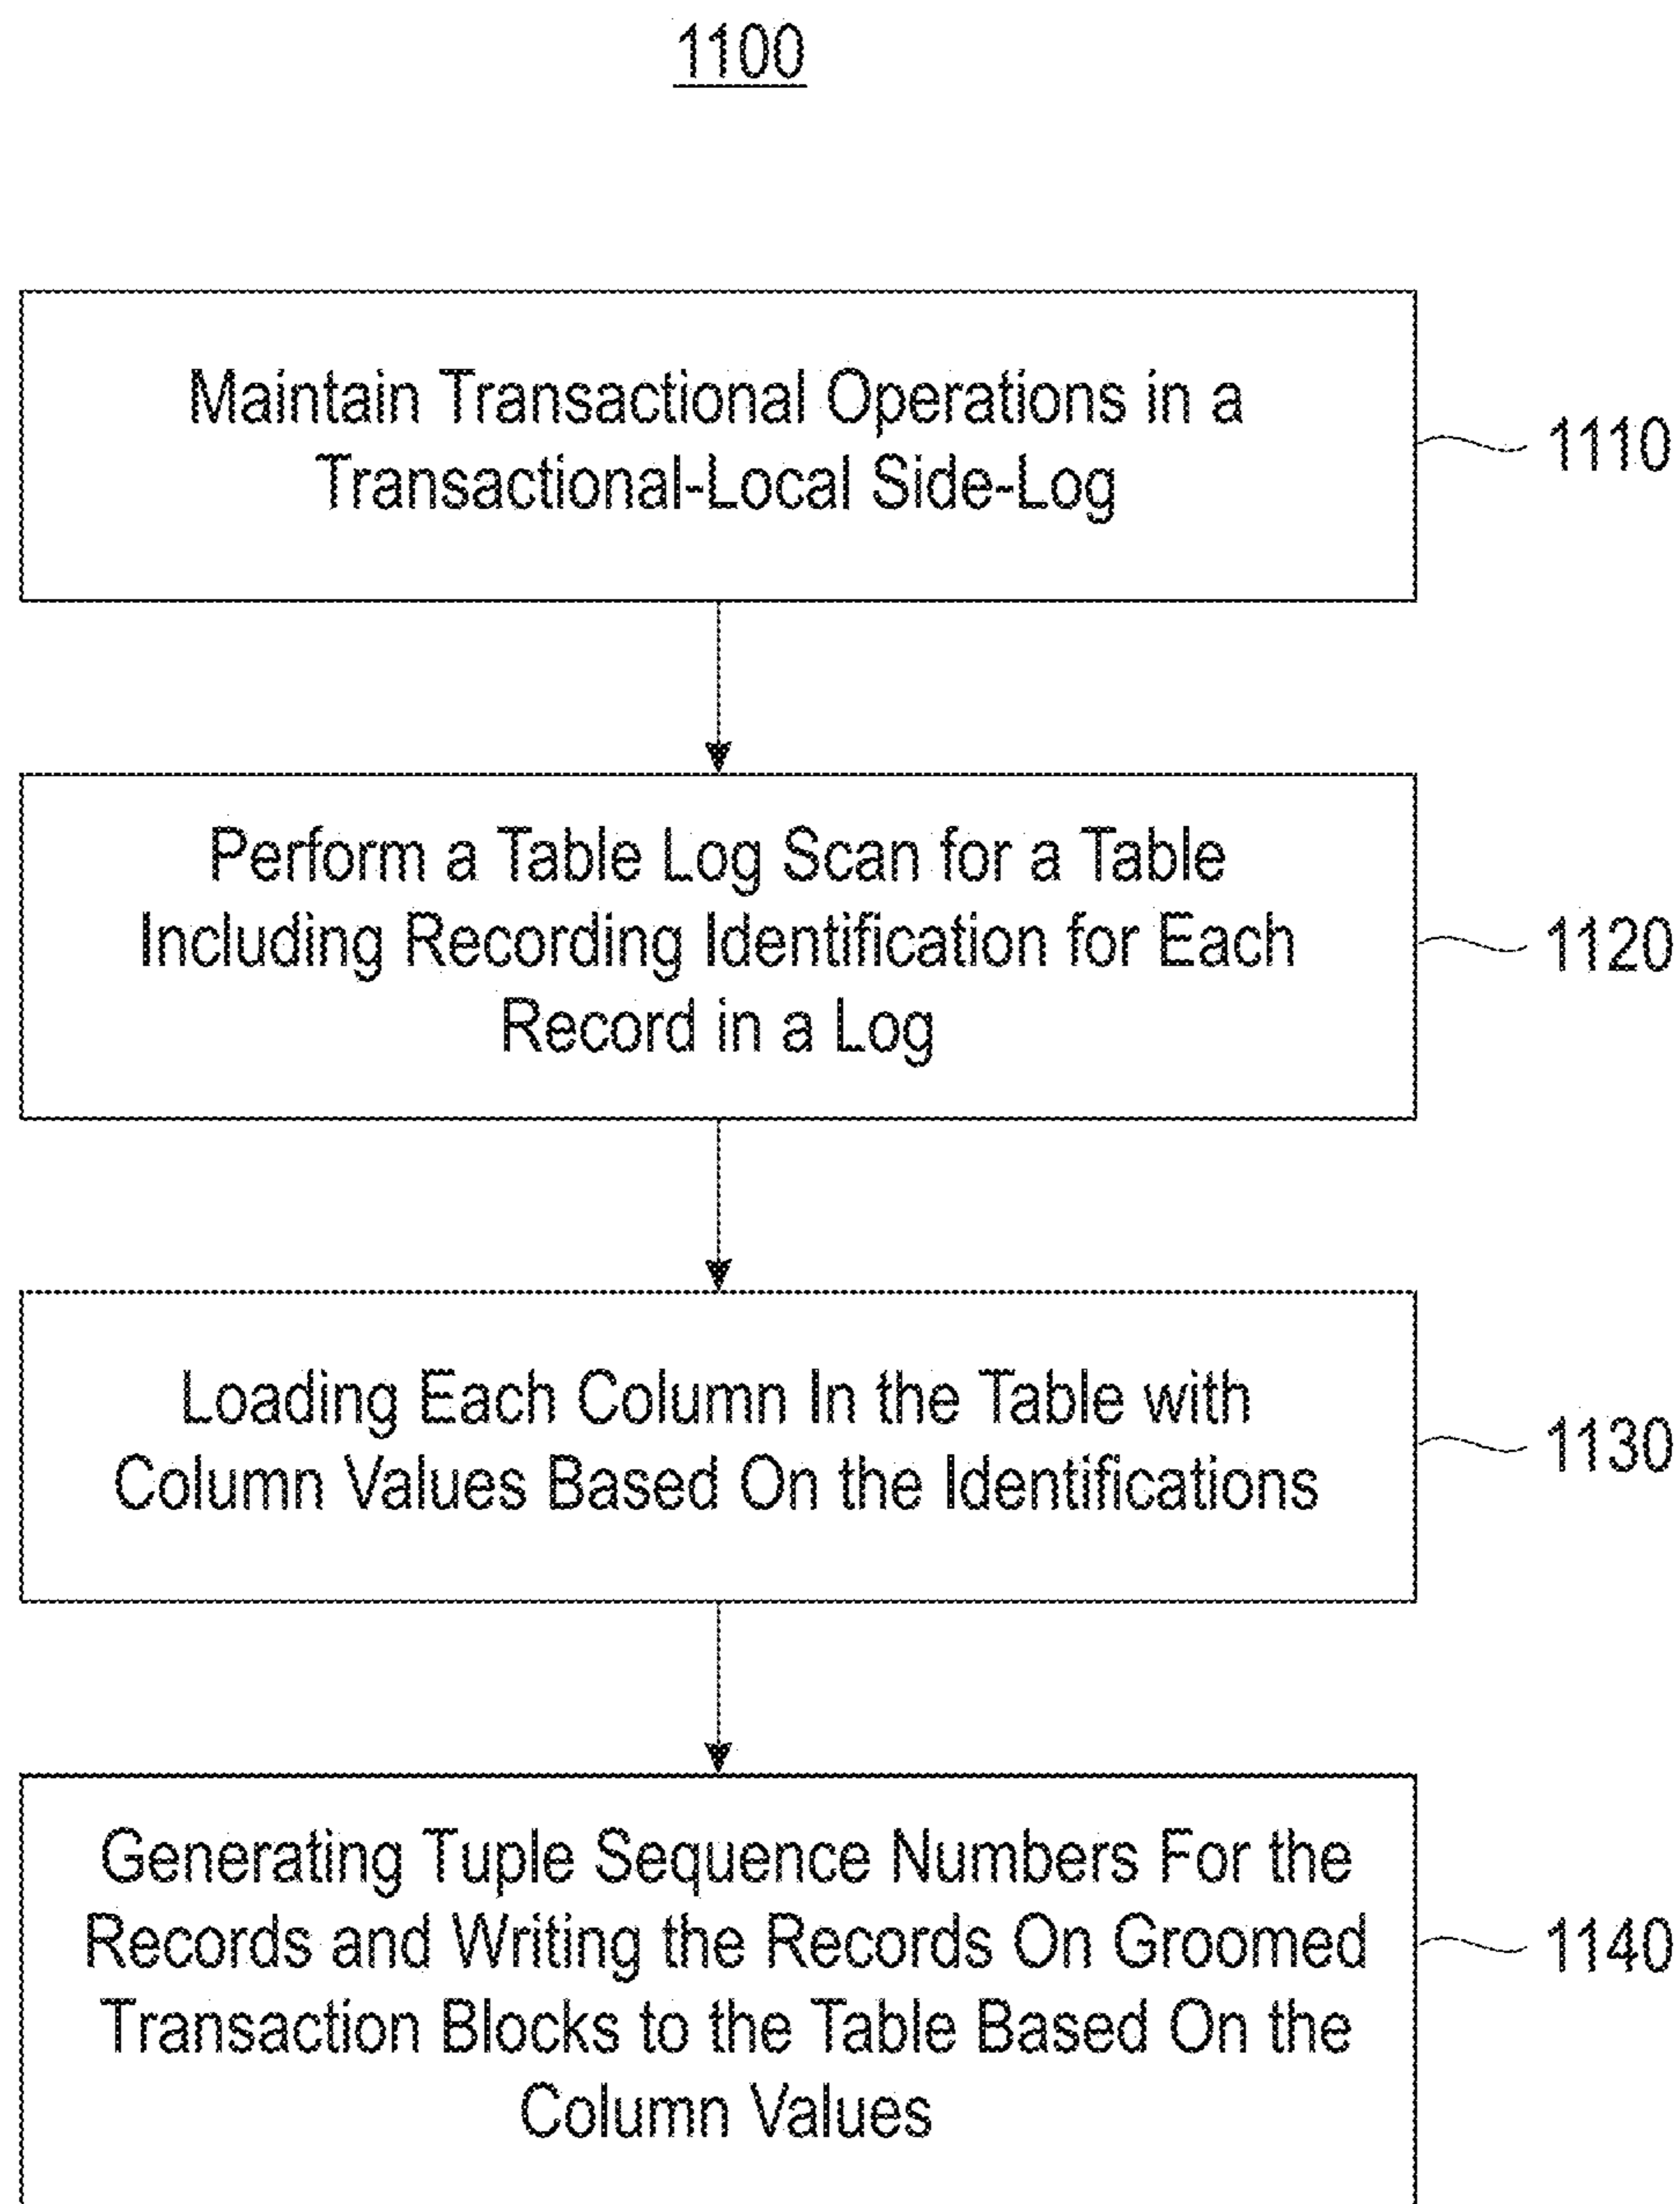 1100
Maintain Transactional Operations in a
Transactional-Local Side-Log
1110
Perform a Table Log Scan for a Table
Including Recording Identification for Each
Record in a Log
1120
Loading Each Column In the Table with
Column Values Based On the Identifications
1130
Generating Tuple Sequence Numbers For the
Records and Writing the Records On Groomed
Transaction Blocks to the Table Based On the
Column Values
1140